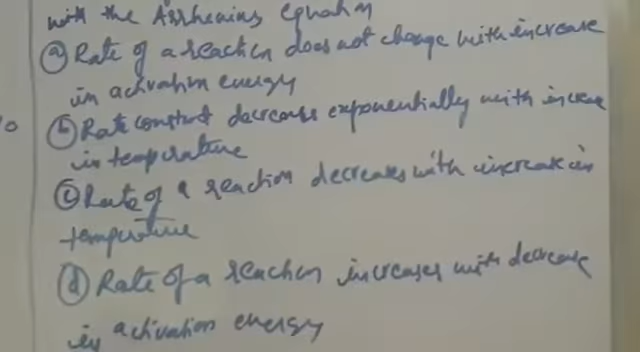 with the Arrhenius Equation
(a) Rate of a reaction does not change with increase
in activation energy
(b) Rate constant decreases exponentially with increase
in temperature
(c) Rate of a reaction decreases with increase in
temperature
(d) Rate of a reaction increases with decrease
in activation energy